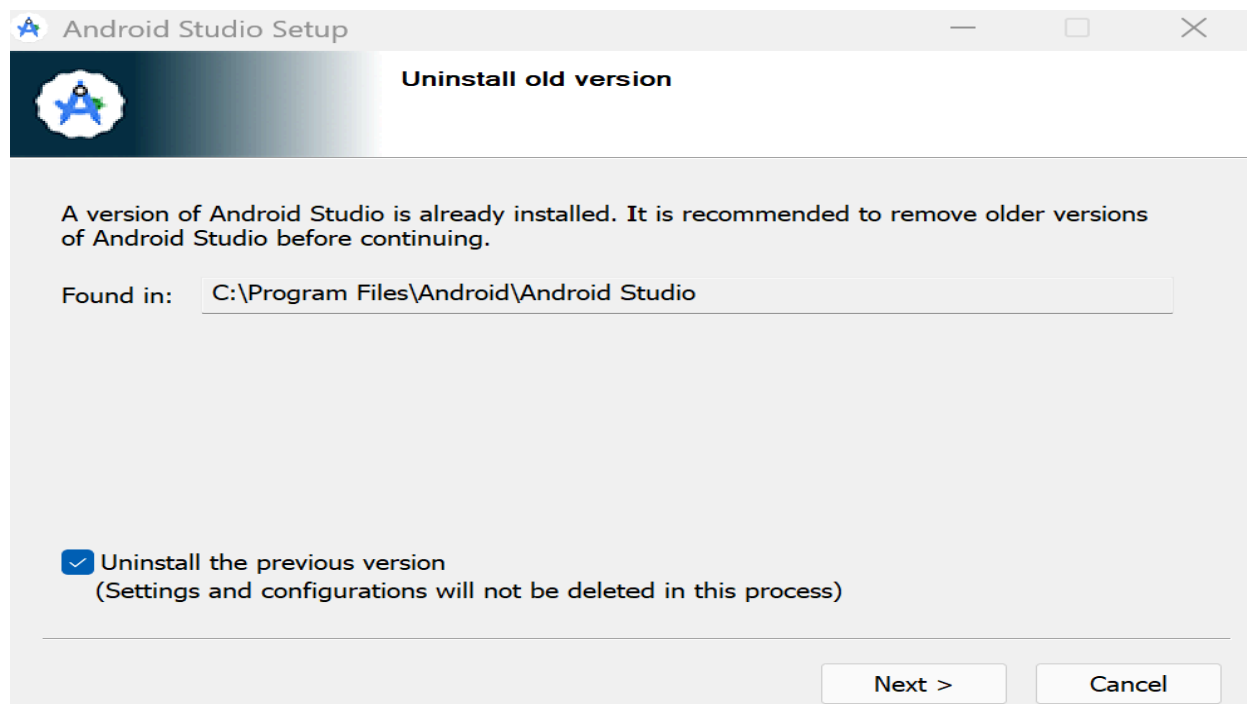 Android Studio Setup
Uninstall old version
A version of Android Studio is already installed. It is recommended to remove older versions
of Android Studio before continuing.
Found in: C:\Program Files\Android\Android Studio
Uninstall the previous version
(Settings and configurations will not be deleted in this process)
Next > Cancel